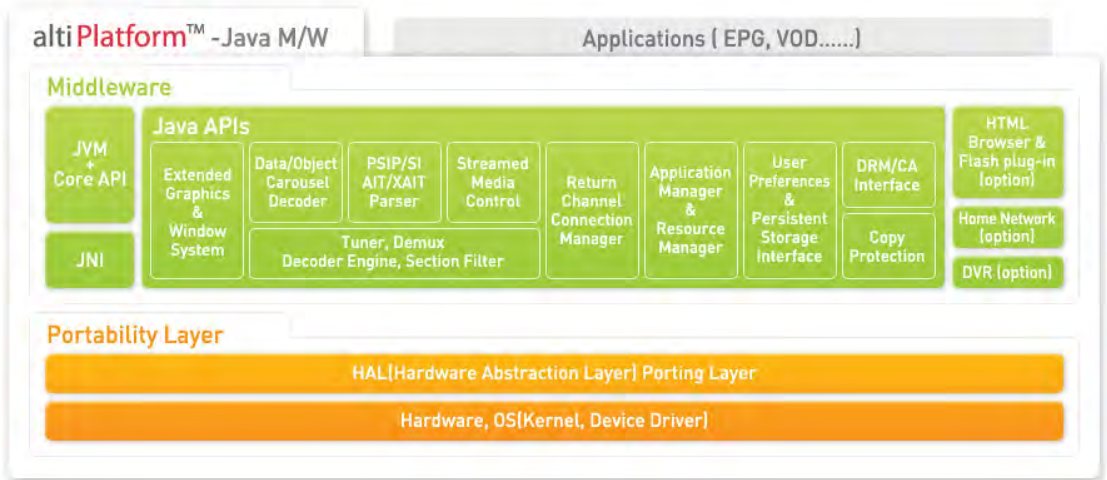 altiPlatform™ -Java M/W
Applications ( EPG, VOD......)
Middleware
JVM
+
Core API
JNI
Java APIs
Extended
Graphics
&
Window
System
Data/Object
Carousel
Decoder
PSIP/SI
AIT/XAIT
Parser
Streamed
Media
Control
Tuner, Demux
Decoder Engine, Section Filter
Return
Channel
Connection
Manager
Application
Manager
&
Resource
Manager
User
Preferences
&
Persistent
Storage
Interface
DRM/CA
Interface
Copy
Protection
HTML
Browser &
Flash plug-in
(option)
Home Network
(option)
DVR (option)
Portability Layer
HAL(Hardware Abstraction Layer) Porting Layer
Hardware, OS(Kernel, Device Driver)